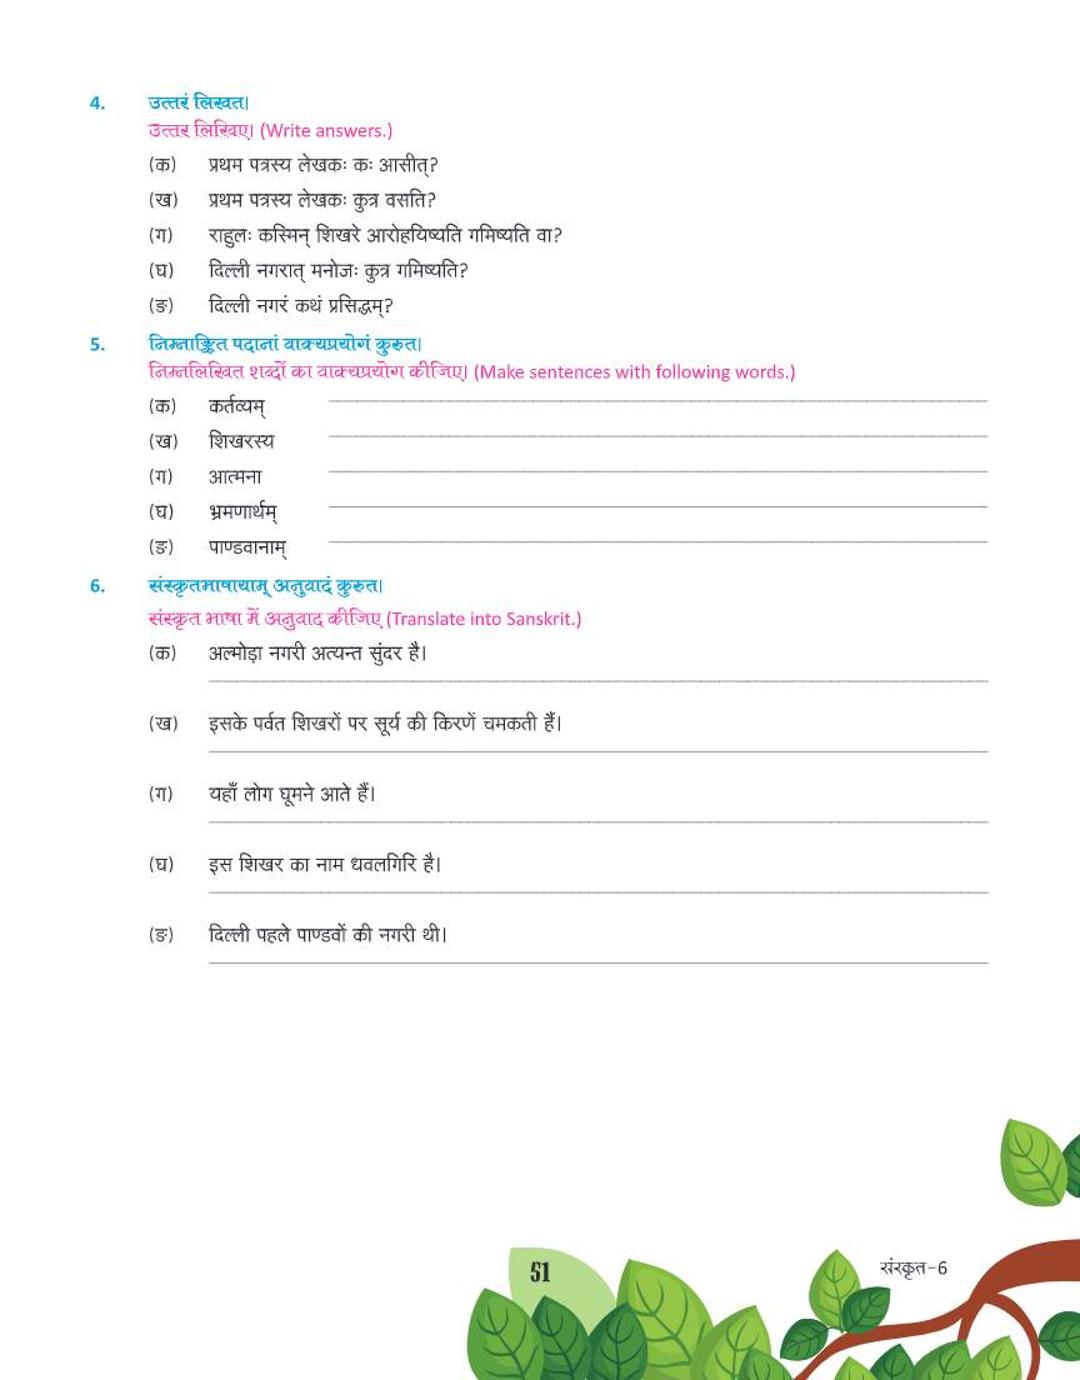 4. उत्तरं लिखत।
उत्तर लिखिए। (Write answers.)
(क) प्रथम पत्रस्य लेखकः कः आसीत्?
(ख) प्रथम पत्रस्य लेखकः कुत्र वसति?
(ग) राहुलः कस्मिन् शिखरे आरोहयिष्यति गमिष्यति वा?
(घ) दिल्ली नगरात् मनोजः कुत्र गमिष्यति?
(ङ) दिल्ली नगरं कथं प्रसिद्धम्?
5. निम्नाङ्कित पदानां वाक्यप्रयोगं कुरुत।
निम्नलिखित शब्दों का वाक्यप्रयोग कीजिए। (Make sentences with following words.)
(क) कर्तव्यम्
(ख) शिखरस्य
(ग) आत्मना
(घ) भ्रमणार्थम्
(ङ) पाण्डवानाम्
6. संस्कृतभाषायाम् अनुवादं कुरुत।
संस्कृत भाषा में अनुवाद कीजिए (Translate into Sanskrit.)
(क) अल्मोड़ा नगरी अत्यन्त सुंदर है।
(ख) इसके पर्वत शिखरों पर सूर्य की किरणें चमकती हैं।
(ग) यहाँ लोग घूमने आते हैं।
(घ) इस शिखर का नाम धवलगिरि है।
(ङ) दिल्ली पहले पाण्डवों की नगरी थी।
51
संस्कृत-6